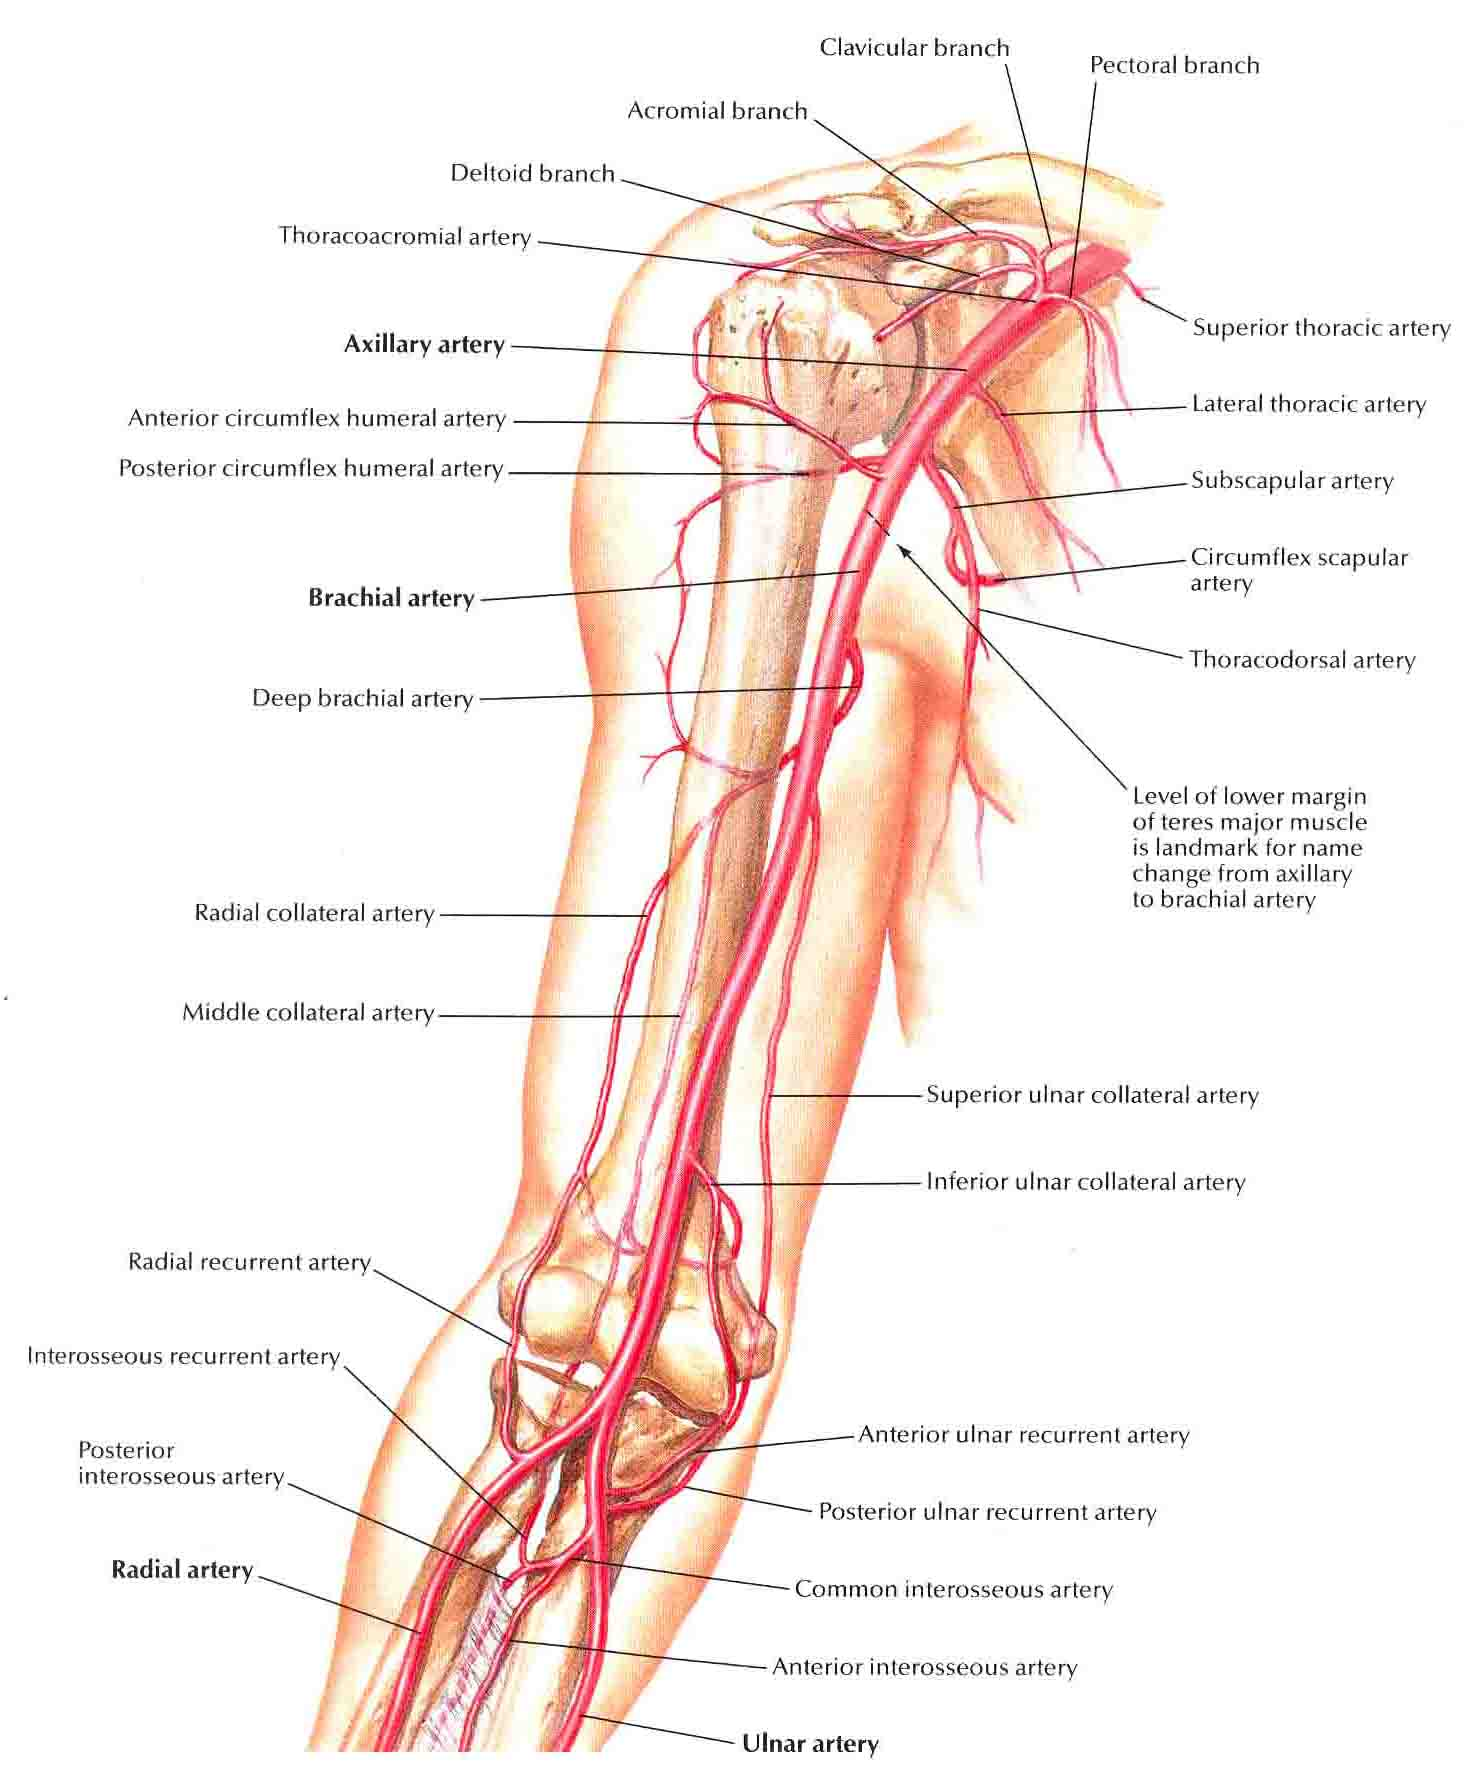 Clavicular branch
Pectoral branch
Acromial branch
Deltoid branch
Thoracoacromial artery
Superior thoracic artery
Axillary artery
Lateral thoracic artery
Anterior circumflex humeral artery
Posterior circumflex humeral artery
Subscapular artery
Circumflex scapular
artery
Brachial artery
Thoracodorsal artery
Deep brachial artery
Level of lower margin
of teres major muscle
is landmark for name
change from axillary
to brachial artery
Radial collateral artery
Middle collateral artery
Superior ulnar collateral artery
Inferior ulnar collateral artery
Radial recurrent artery
Interosseous recurrent artery
Anterior ulnar recurrent artery
Posterior
interosseous artery
Posterior ulnar recurrent artery
Radial artery
Common interosseous artery
Anterior interosseous artery
Ulnar artery